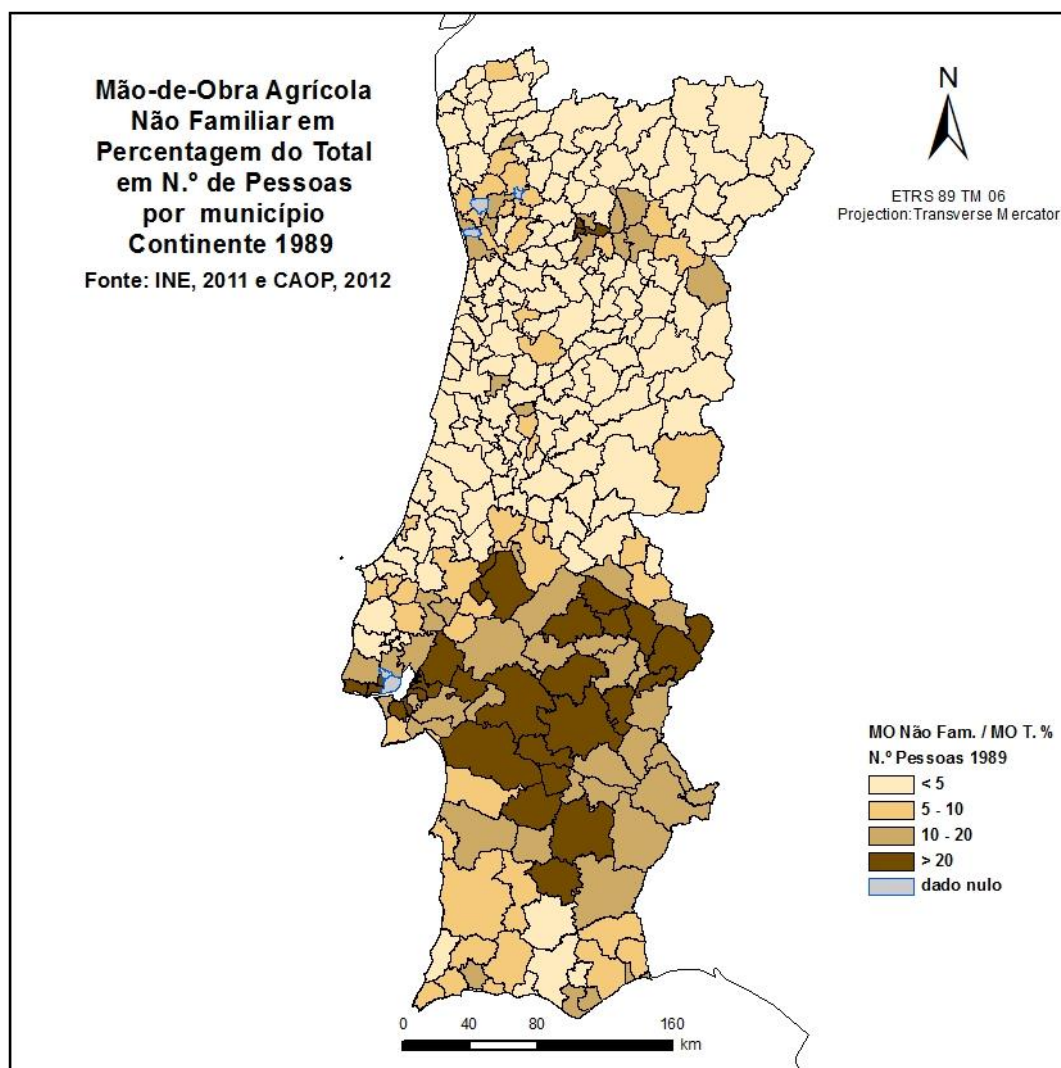 Mão-de-Obra Agrícola
Não Familiar em
Percentagem do Total
em N.º de Pessoas
por município
Continente 1989
Fonte: INE, 2011 e CAOP, 2012
N
ETRS 89 TM 06
Projection: Transverse Mercator
MO Não Fam. / MO T. %
N.º Pessoas 1989
< 5
5 - 10
10 - 20
> 20
dado nulo
0 40 80 160
km